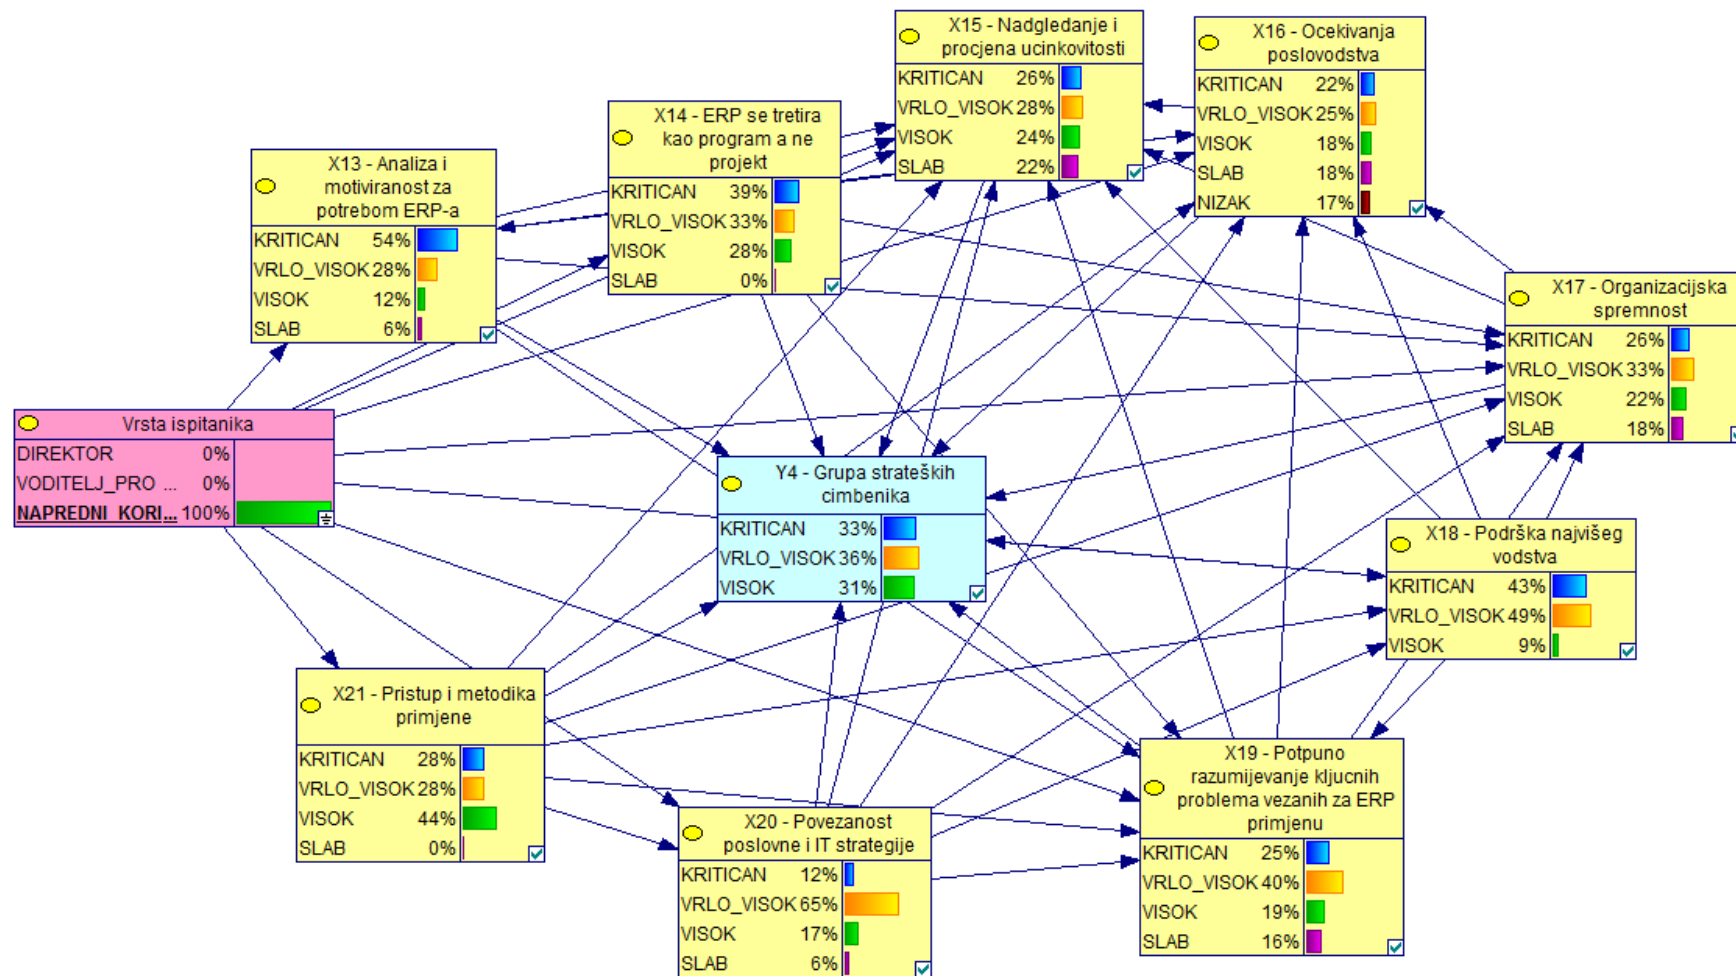 X15 - Nadgledanje i
procjena ucinkovitosti
KRITICAN 26%
VRLO_VISOK 28%
VISOK 24%
SLAB 22%
X16 - Ocekivanja
poslovodstva
KRITICAN 22%
VRLO_VISOK 25%
VISOK 18%
SLAB 18%
NIZAK 17%
X14 - ERP se tretira
kao program a ne
projekt
KRITICAN 39%
VRLO_VISOK 33%
VISOK 28%
SLAB 0%
X13 - Analiza i
motiviranost za
potrebom ERP-a
KRITICAN 54%
VRLO_VISOK 28%
VISOK 12%
SLAB 6%
X17 - Organizacijska
spremnost
KRITICAN 26%
VRLO_VISOK 33%
VISOK 22%
SLAB 18%
Vrsta ispitanika
DIREKTOR 0%
VODITELJ_PRO ... 0%
NAPREDNI_KORI... 100%
Y4 - Grupa strateških
cimbenika
KRITICAN 33%
VRLO_VISOK 36%
VISOK 31%
X18 - Podrška najvišeg
vodstva
KRITICAN 43%
VRLO_VISOK 49%
VISOK 9%
X21 - Pristup i metodika
primjene
KRITICAN 28%
VRLO_VISOK 28%
VISOK 44%
SLAB 0%
X20 - Povezanost
poslovne i IT strategije
KRITICAN 12%
VRLO_VISOK 65%
VISOK 17%
SLAB 6%
X19 - Potpuno
razumijevanje kljucnih
problema vezanih za ERP
primjenu
KRITICAN 25%
VRLO_VISOK 40%
VISOK 19%
SLAB 16%